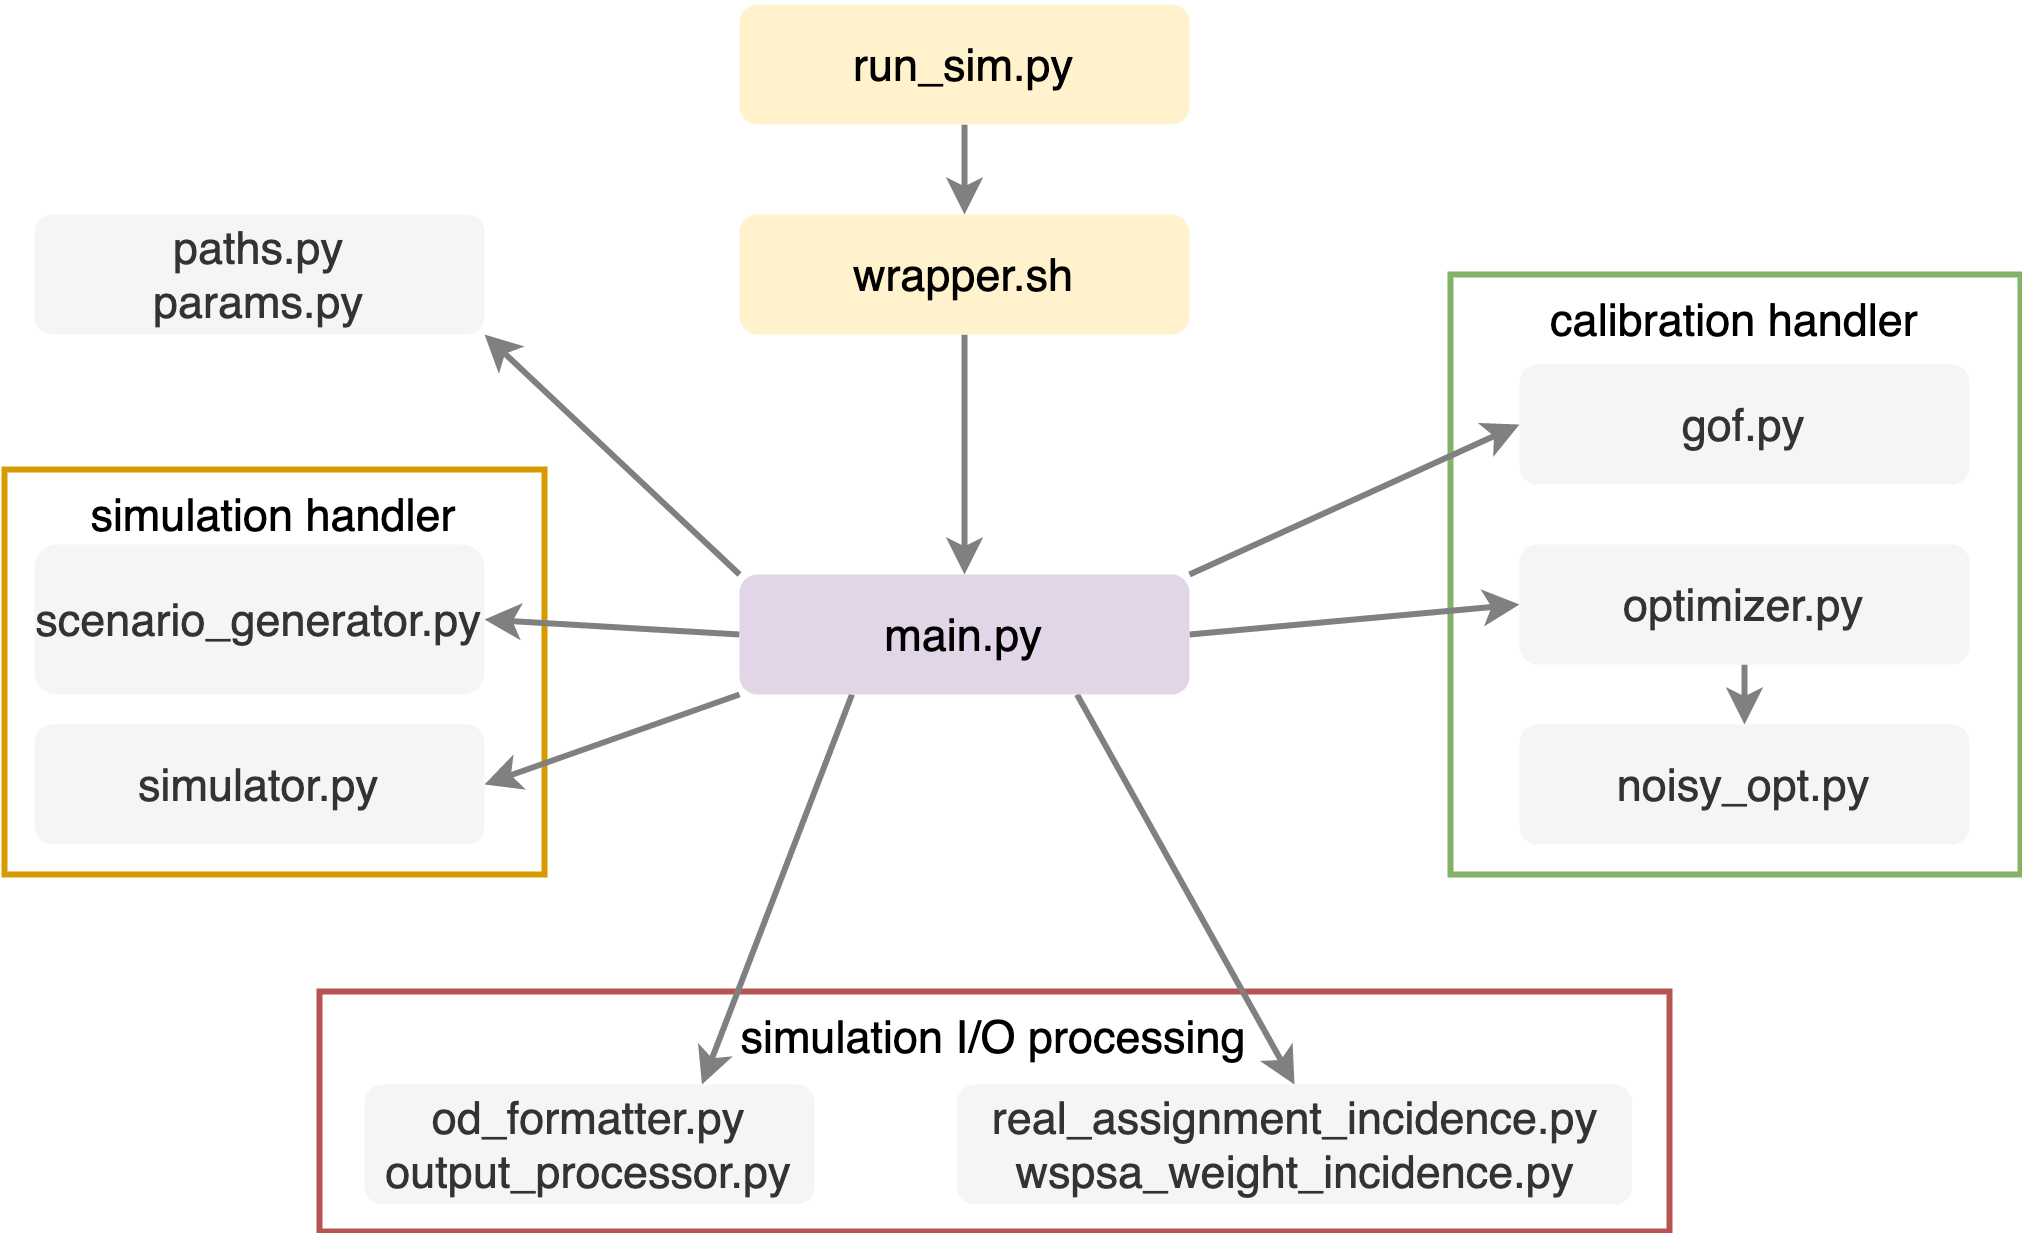 run_sim.py
wrapper.sh
paths.py
params.py
calibration handler
gof.py
optimizer.py
noisy_opt.py
simulation handler
scenario_generator.py
simulator.py
main.py
simulation I/O processing
od_formatter.py
output_processor.py
real_assignment_incidence.py
wspsa_weight_incidence.py